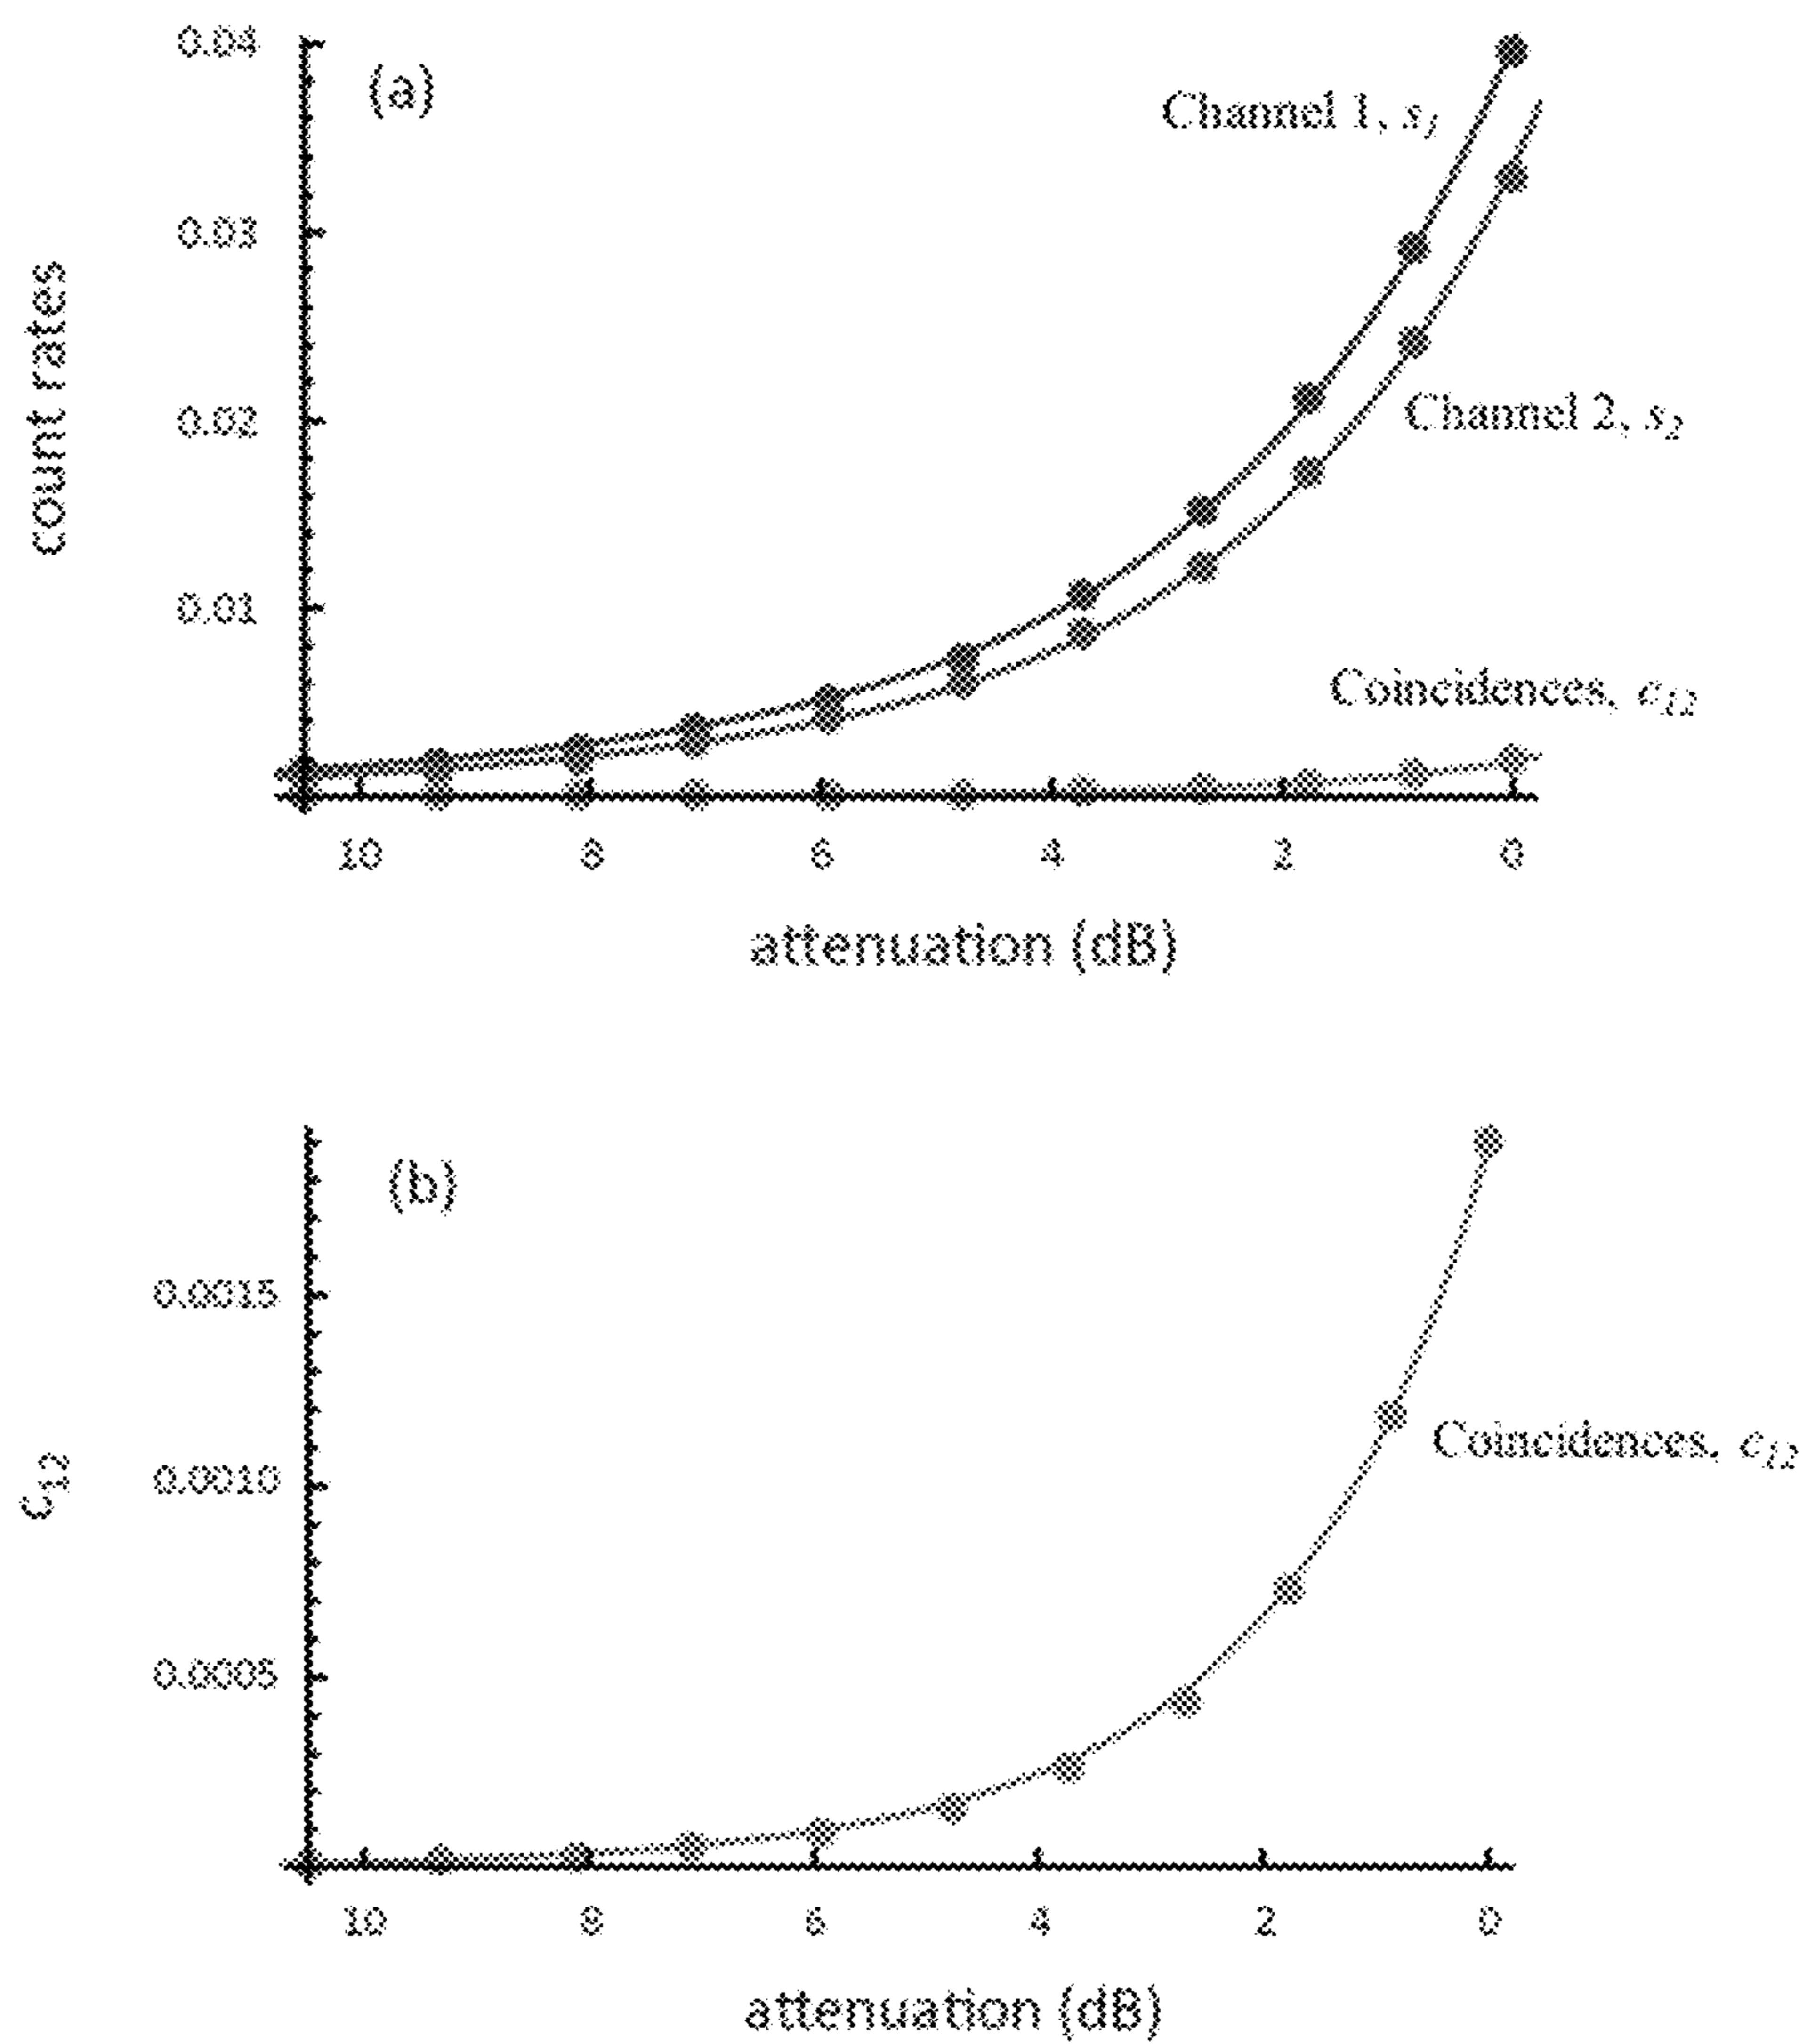 0.04
(a)
Channel 1, s1
0.03
count rates
0.02
Channel 2, s2
0.01
Coincidences, c12
10 8 6 4 2 0
attenuation (dB)
(b)
0.0015
Coincidences, c12
c12
0.0010
0.0005
10 8 6 4 2 0
attenuation (dB)